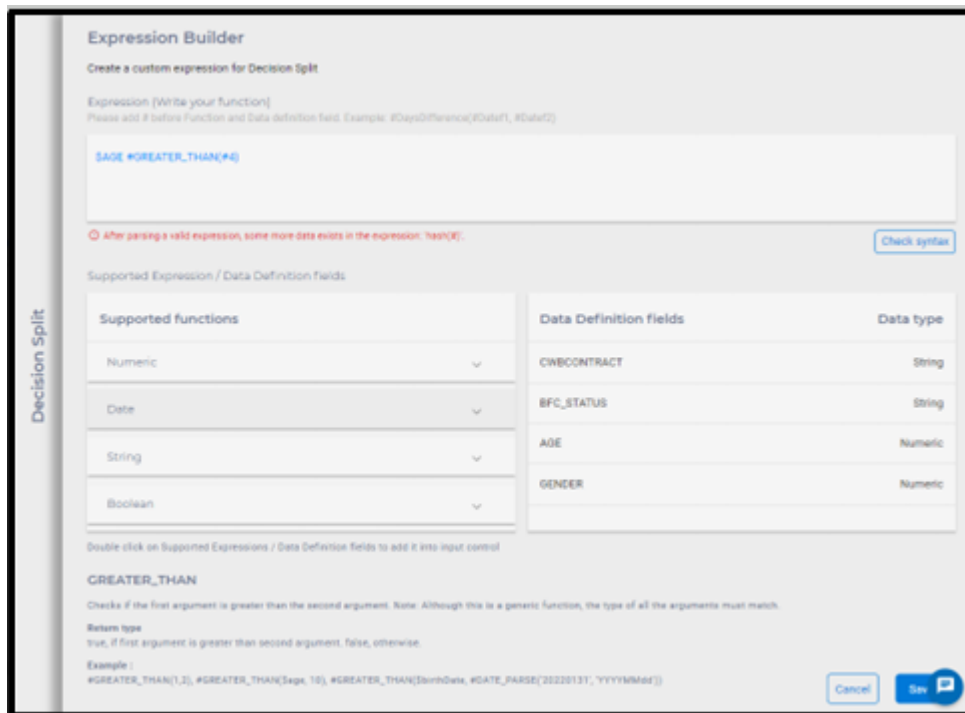 Expression Builder
Create a custom expression for Decision Split
Expression (Write your function)
Please add # before Function and Data definition field. Example: #DaysDifference(#Datef1, #Datef2)
$AGE #GREATER_THAN(#4)
After parsing a valid expression, some more data exists in the expression: 'hash(#)'.
Check syntax
Supported Expression / Data Definition fields
Decision Split
Supported functions
Data Definition fields Data type
Numeric
CWBCONTRACT String
Date
BFC_STATUS String
String
AGE Numeric
Boolean
GENDER Numeric
Double click on Supported Expressions / Data Definition fields to add it into input control
GREATER_THAN
Checks if the first argument is greater than the second argument. Note: Although this is a generic function, the type of all the arguments must match.
Return type
true, if first argument is greater than second argument. false, otherwise.
Example :
#GREATER_THAN(1,2), #GREATER_THAN($age, 10), #GREATER_THAN($birthDate, #DATE_PARSE('20220131', 'YYYYMMdd'))
Cancel
Sav